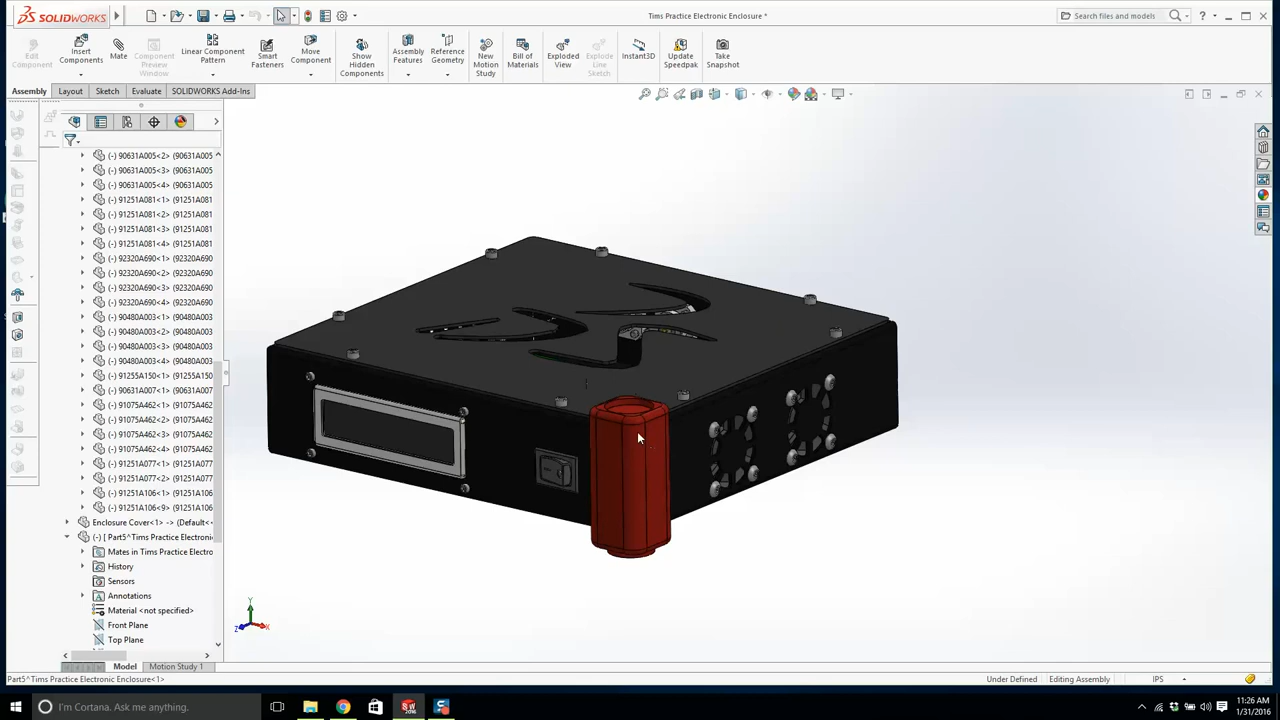 SOLIDWORKS
Tims Practice Electronic Enclosure *
Search files and models
Edit Component
Insert Components
Mate
Component Preview Window
Linear Component Pattern
Smart Fasteners
Move Component
Show Hidden Components
Assembly Features
Reference Geometry
New Motion Study
Bill of Materials
Exploded View
Explode Line Sketch
Instant3D
Update Speedpak
Take Snapshot
Assembly
Layout
Sketch
Evaluate
SOLIDWORKS Add-Ins
(-) 90631A005<2> (90631A005
(-) 90631A005<3> (90631A005
(-) 90631A005<4> (90631A005
(-) 91251A081<1> (91251A081
(-) 91251A081<2> (91251A081
(-) 91251A081<3> (91251A081
(-) 91251A081<4> (91251A081
(-) 92320A690<1> (92320A690
(-) 92320A690<2> (92320A690
(-) 92320A690<3> (92320A690
(-) 92320A690<4> (92320A690
(-) 90480A003<1> (90480A003
(-) 90480A003<2> (90480A003
(-) 90480A003<3> (90480A003
(-) 90480A003<4> (90480A003
(-) 91255A150<1> (91255A150
(-) 90631A007<1> (90631A007
(-) 91075A462<1> (91075A462
(-) 91075A462<2> (91075A462
(-) 91075A462<3> (91075A462
(-) 91075A462<4> (91075A462
(-) 91251A077<1> (91251A077
(-) 91251A077<2> (91251A077
(-) 91251A106<1> (91251A106
(-) 91251A106<9> (91251A106
Enclosure Cover<1> -> (Default<
(-) [ Part5^Tims Practice Electronic
Mates in Tims Practice Electro
History
Sensors
Annotations
Material <not specified>
Front Plane
Top Plane
Y
Z
X
Model
Motion Study 1
Part5^Tims Practice Electronic Enclosure<1>
Under Defined
Editing Assembly
IPS
I'm Cortana. Ask me anything.
11:26 AM
1/31/2016